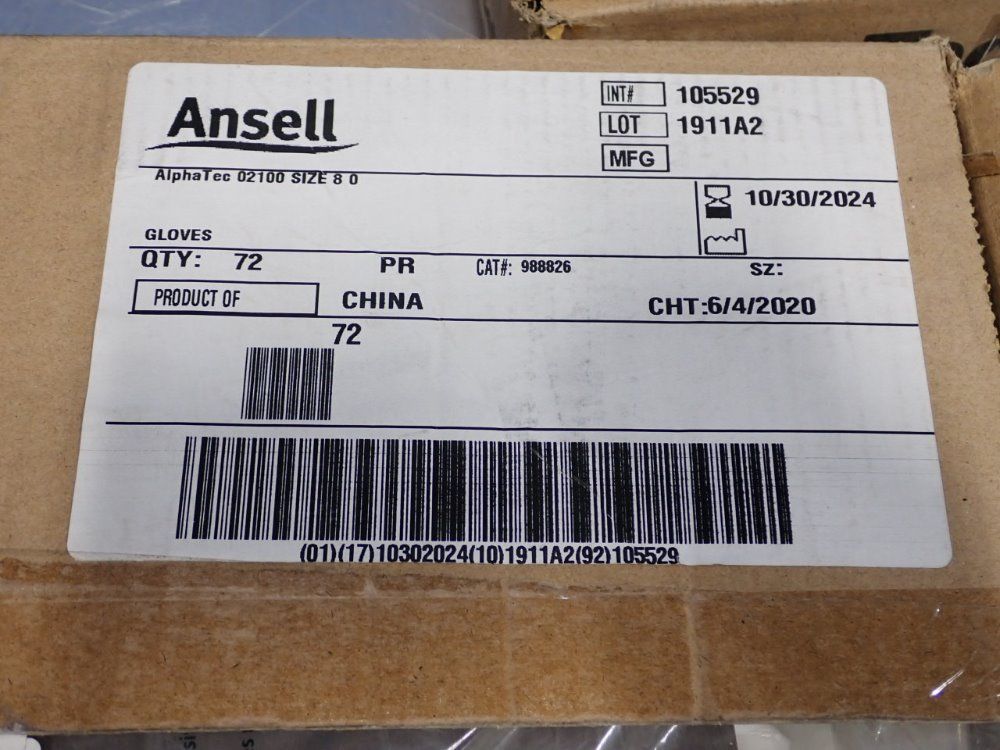 Ansell
INT# 105529
LOT 1911A2
MFG
AlphaTec 02100 SIZE 8 0
10/30/2024
GLOVES
QTY: 72 PR CAT#: 988826 SZ:
PRODUCT OF CHINA CHT:6/4/2020
72
(01)(17)10302024(10)1911A2(92)105529